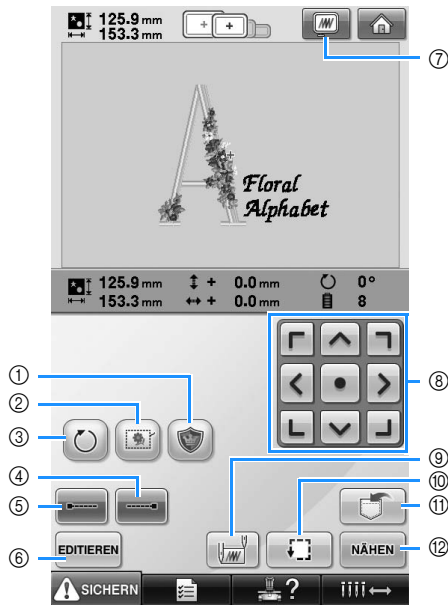 125.9 mm
153.3 mm
⑦
Floral
Alphabet
125.9 mm + 0.0 mm 0°
153.3 mm + 0.0 mm 8
①
②
③
④
⑤
⑥ EDITIEREN
⑧
⑨
⑩
⑪
NÄHEN ⑫
SICHERN ?